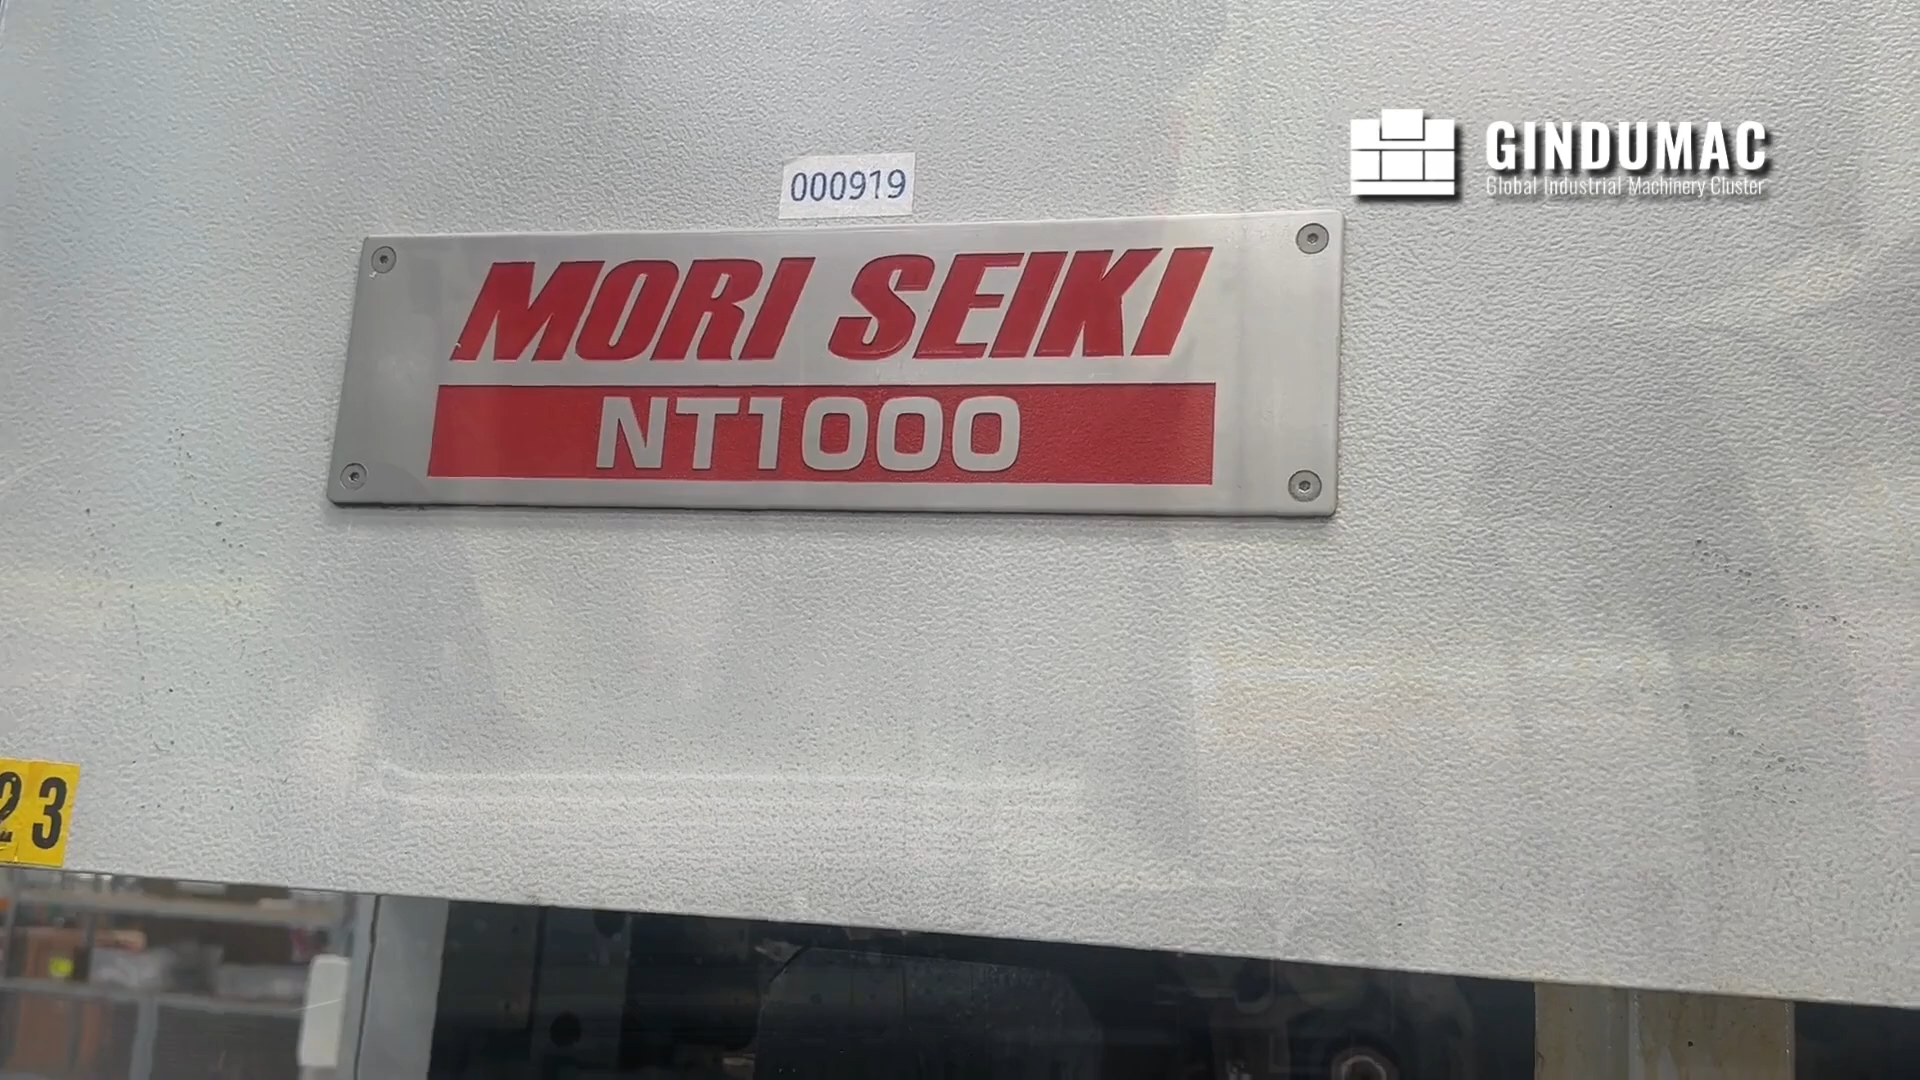 GINDUMAC
Global Industrial Machinery Cluster
000919
MORI SEIKI
NT1000
23